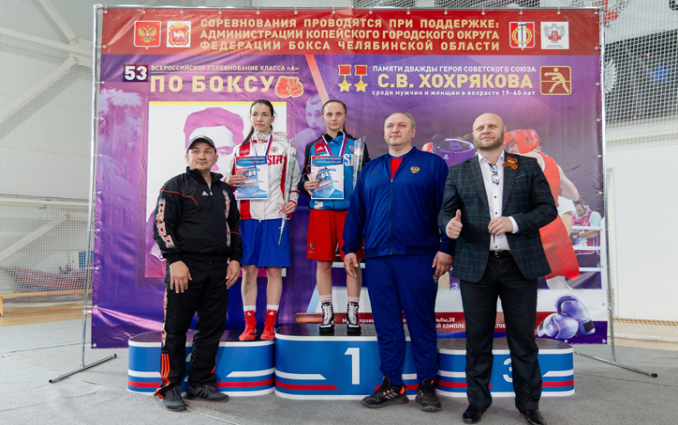 СОРЕВНОВАНИЯ ПРОВОДЯТСЯ ПРИ ПОДДЕРЖКЕ:
АДМИНИСТРАЦИИ КОПЕЙСКОГО ГОРОДСКОГО ОКРУГА
ФЕДЕРАЦИИ БОКСА ЧЕЛЯБИНСКОЙ ОБЛАСТИ
53 ВСЕРОССИЙСКОЕ СОРЕВНОВАНИЕ КЛАССА «А»
ПО БОКСУ
ПАМЯТИ ДВАЖДЫ ГЕРОЯ СОВЕТСКОГО СОЮЗА
С.В. ХОХРЯКОВА
среди мужчин и женщин в возрасте 19-40 лет
1
3